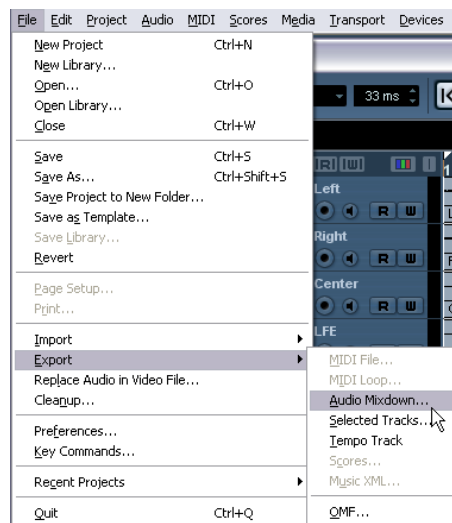 File Edit Project Audio MIDI Scores Media Transport Devices
New Project Ctrl+N
New Library...
Open... Ctrl+O
Open Library...
Close Ctrl+W
Save Ctrl+S
Save As... Ctrl+Shift+S
Save Project to New Folder...
Save as Template...
Save Library...
Revert
Page Setup...
Print...
Import
Export
Replace Audio in Video File...
Cleanup...
Preferences...
Key Commands...
Recent Projects
Quit Ctrl+Q
33 ms
R W
1
Left
R W L
Right
R W
Center
R W
LFE
MIDI File...
MIDI Loop...
Audio Mixdown...
Selected Tracks...
Tempo Track
Scores...
Music XML...
OMF...